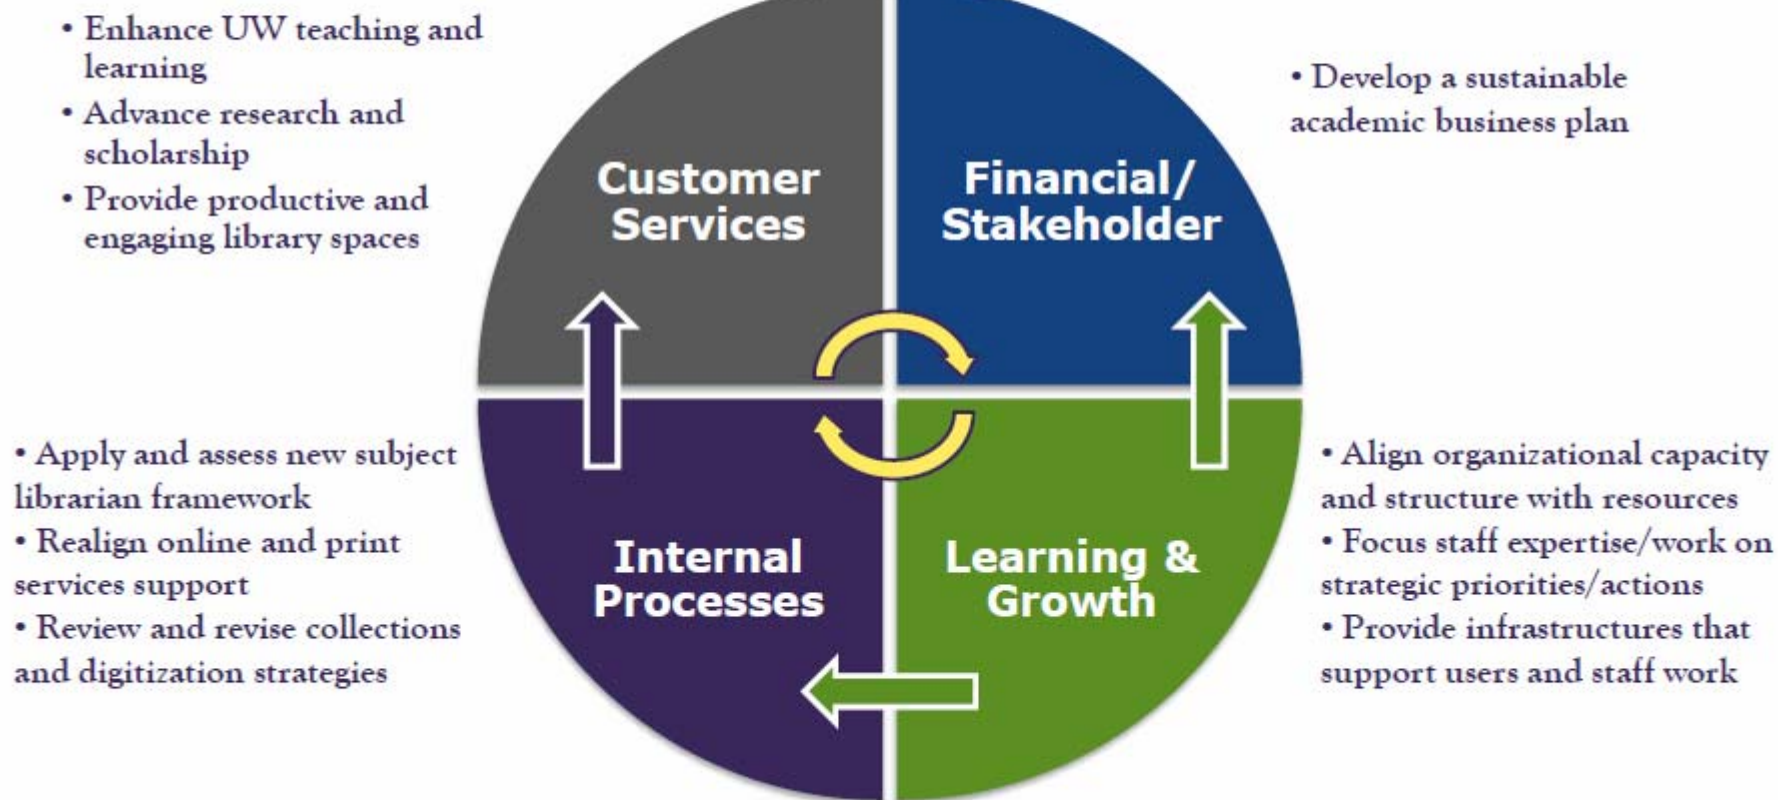 • Enhance UW teaching and
learning
• Advance research and
scholarship
• Provide productive and
engaging library spaces
Customer
Services
Financial/
Stakeholder
• Develop a sustainable
academic business plan
• Apply and assess new subject
librarian framework
• Realign online and print
services support
• Review and revise collections
and digitization strategies
Internal
Processes
Learning &
Growth
• Align organizational capacity
and structure with resources
• Focus staff expertise/work on
strategic priorities/actions
• Provide infrastructures that
support users and staff work